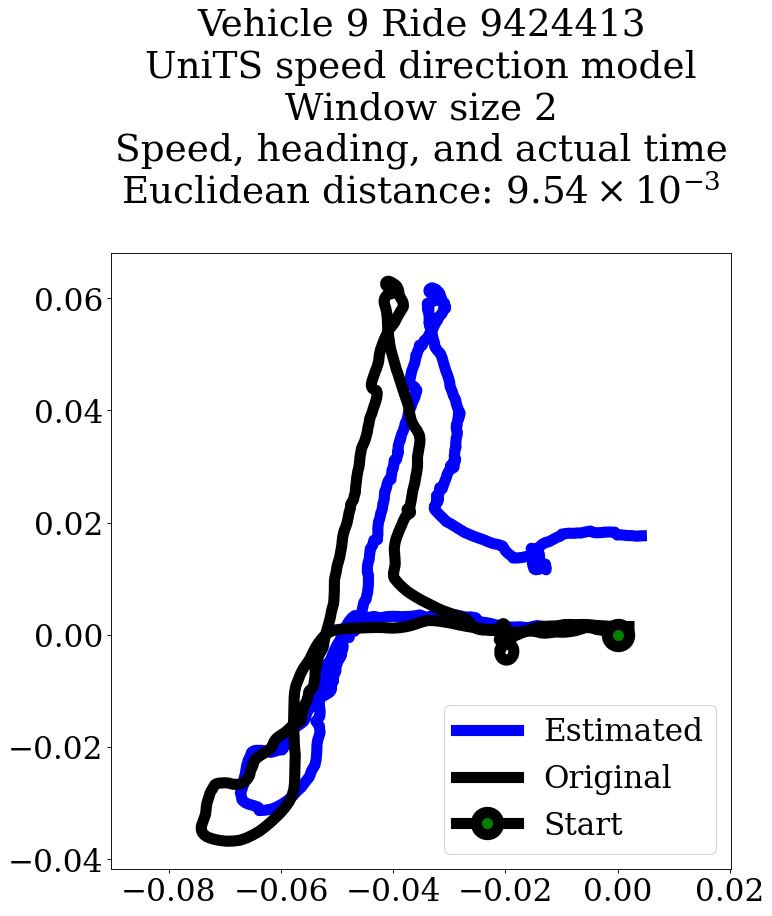 Vehicle 9 Ride 9424413
UniTS speed direction model
Window size 2
Speed, heading, and actual time
Euclidean distance: 9.54 × 10⁻³
0.06
0.04
0.02
0.00
−0.02
−0.04
Estimated
Original
Start
−0.08 −0.06 −0.04 −0.02 0.00 0.02